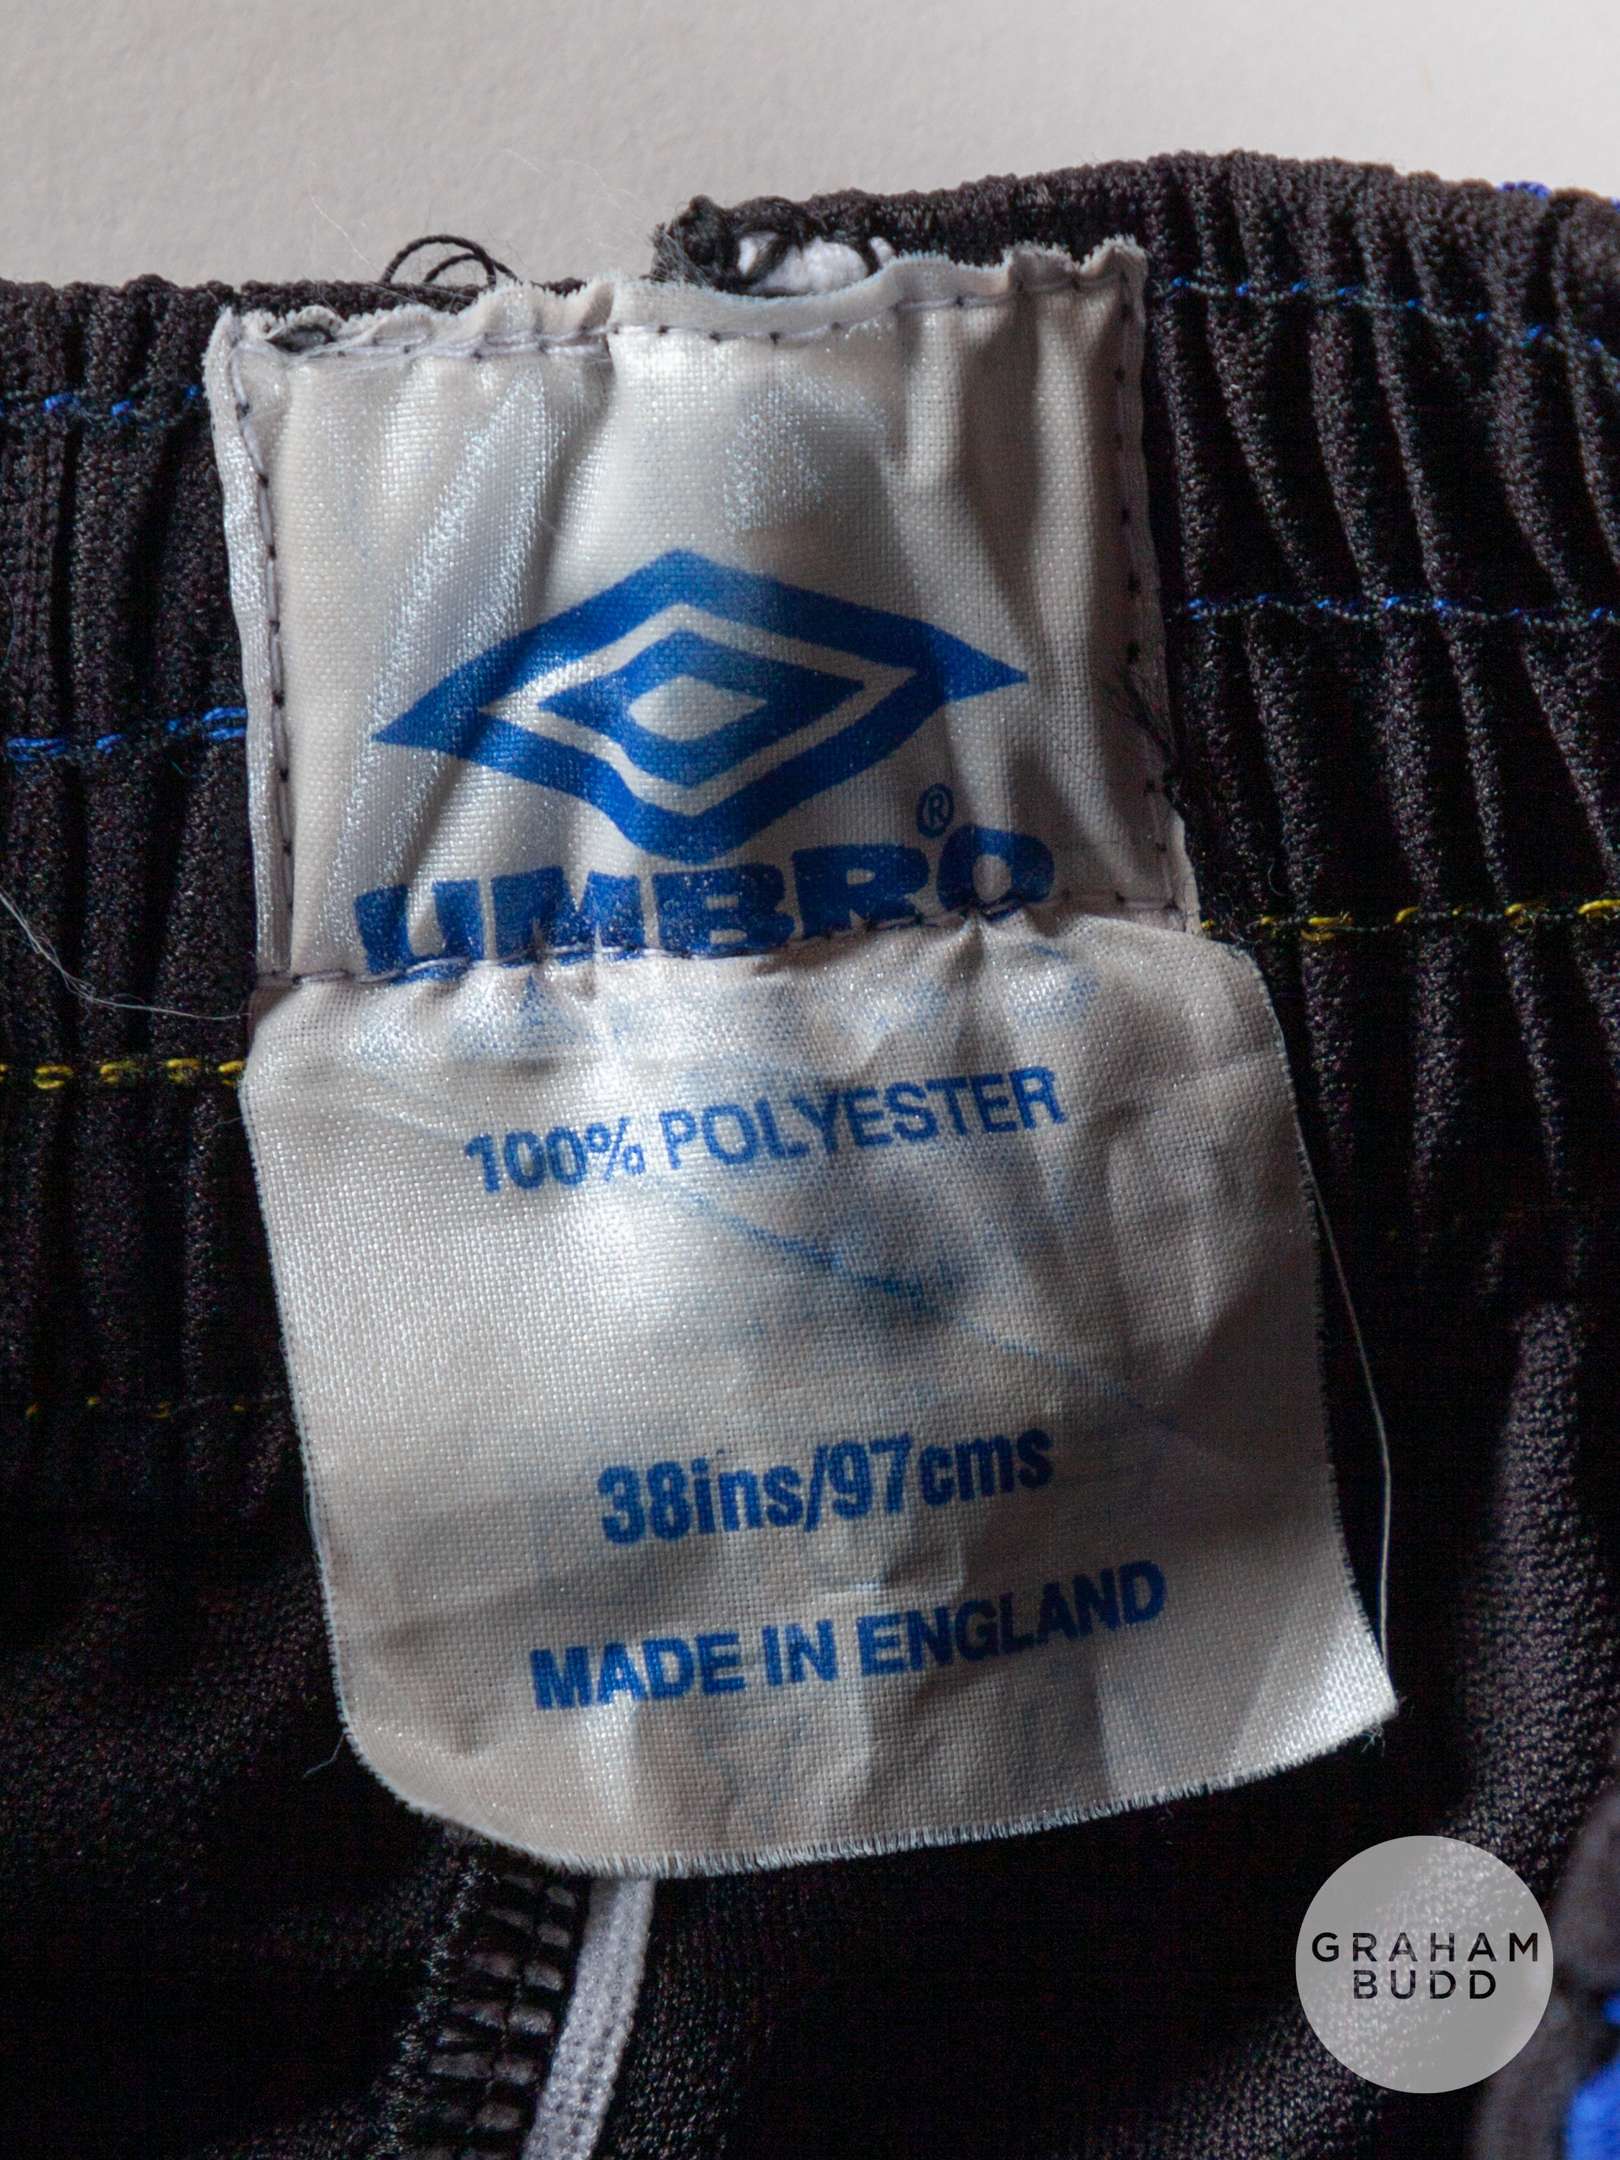 ®
UMBRO
100% POLYESTER
38ins/97cms
MADE IN ENGLAND
GRAHAM
BUDD